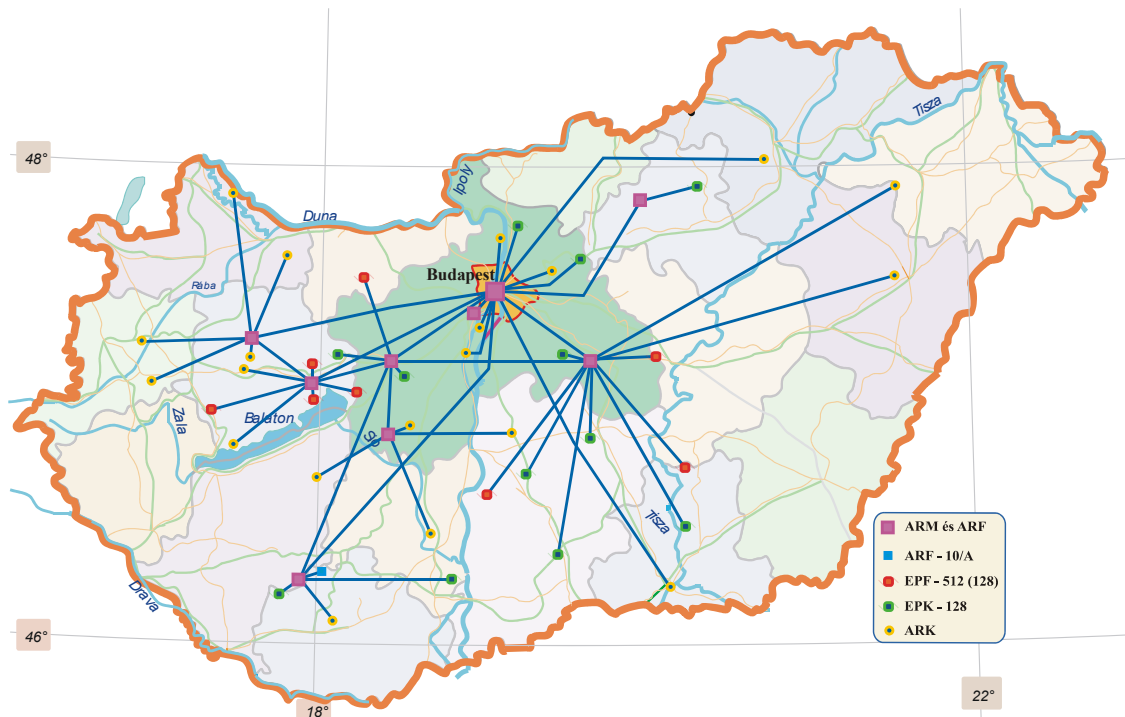 48°
Tisza
Ipoly
Duna
Budapest
Rába
Zala
Balaton
Sió
Tisza
Drava
46°
18°
22°
ARM és ARF
ARF - 10/A
EPF - 512 (128)
EPK - 128
ARK